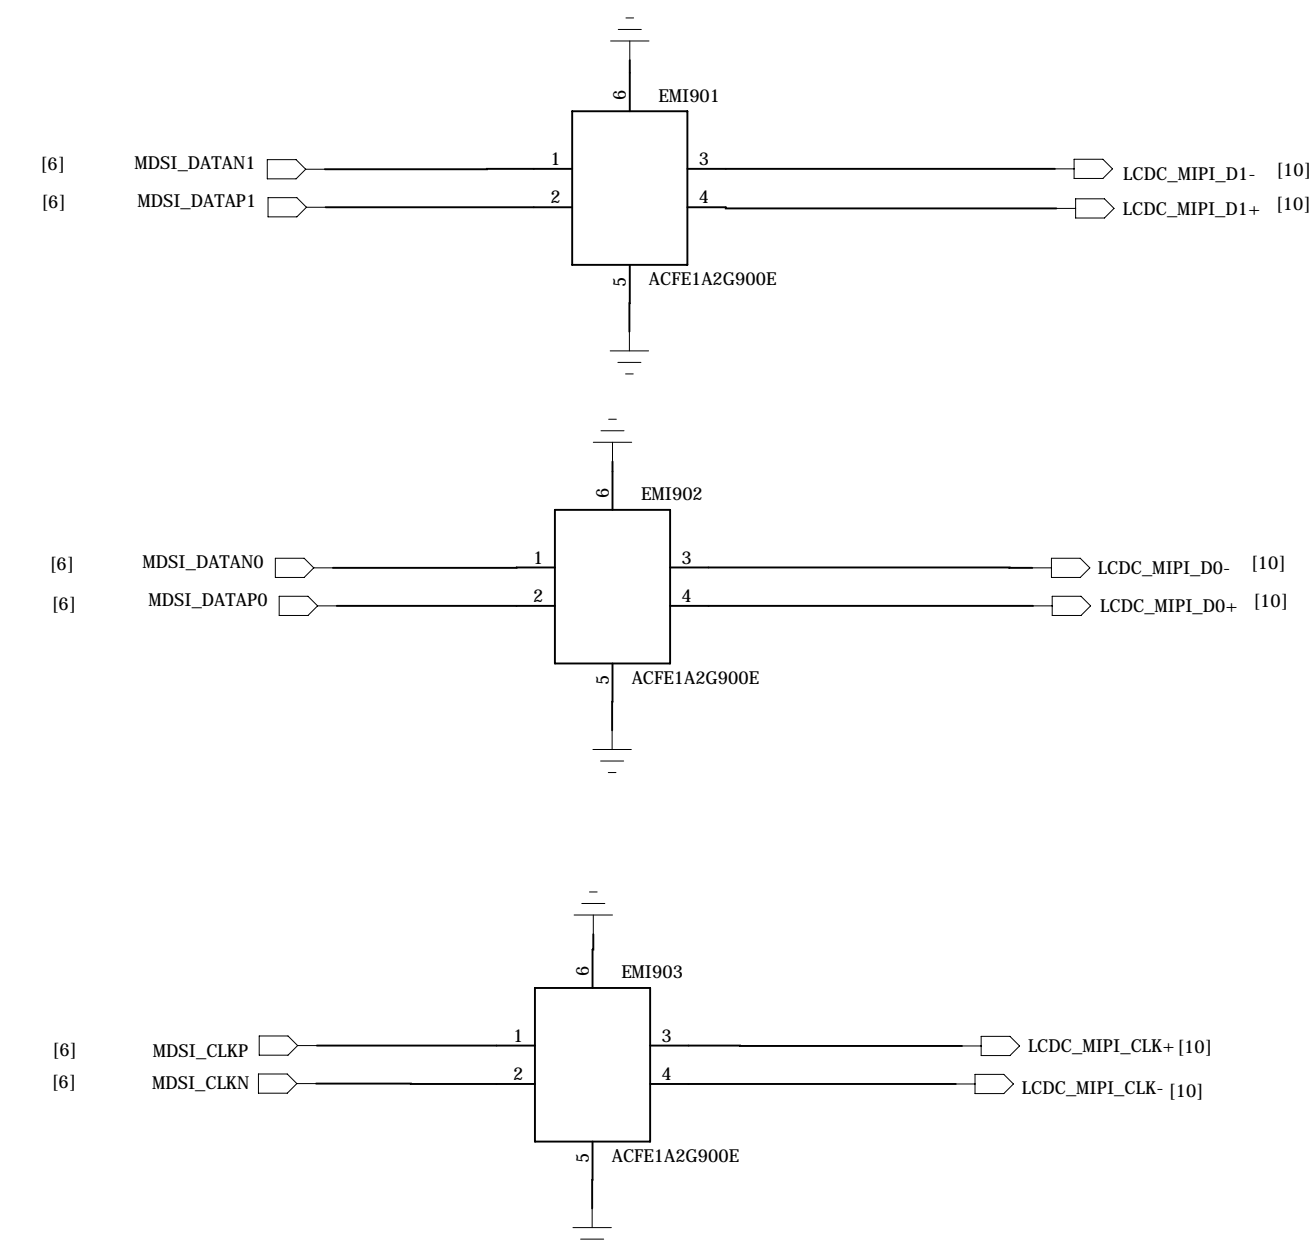 6
EMI901
[6] MDSI_DATAN1 1 3 LCDC_MIPI_D1- [10]
[6] MDSI_DATAP1 2 4 LCDC_MIPI_D1+ [10]
5 ACFE1A2G900E
6
EMI902
[6] MDSI_DATAN0 1 3 LCDC_MIPI_D0- [10]
[6] MDSI_DATAP0 2 4 LCDC_MIPI_D0+ [10]
5 ACFE1A2G900E
6
EMI903
[6] MDSI_CLKP 1 3 LCDC_MIPI_CLK+ [10]
[6] MDSI_CLKN 2 4 LCDC_MIPI_CLK- [10]
5 ACFE1A2G900E